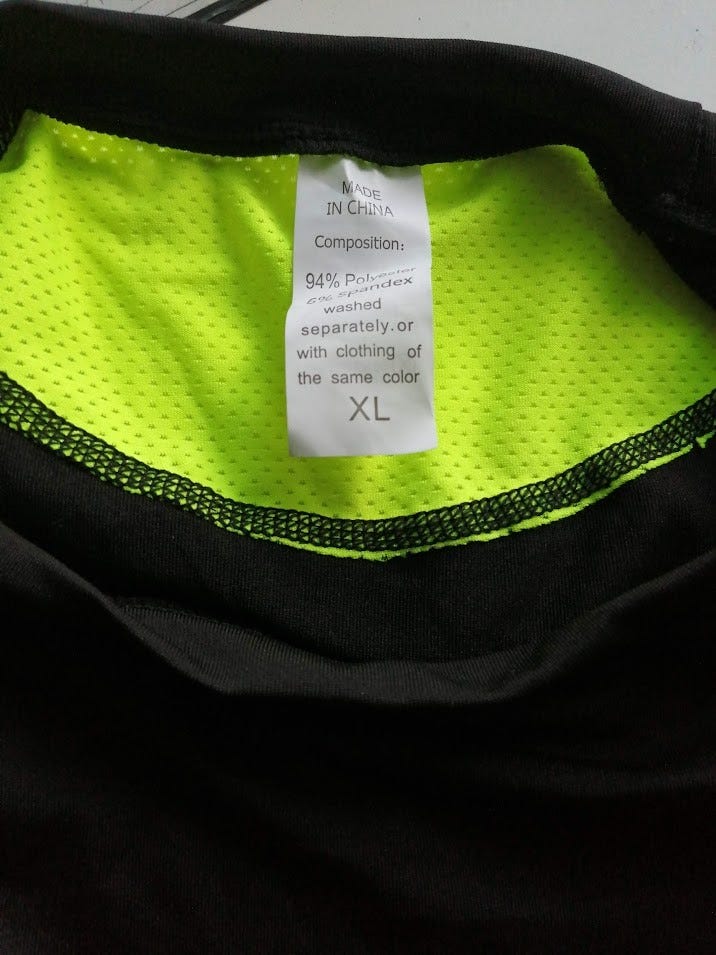 MADE
IN CHINA
Composition:
94% Polyester
6% Spandex
washed
separately.or
with clothing of
the same color
XL